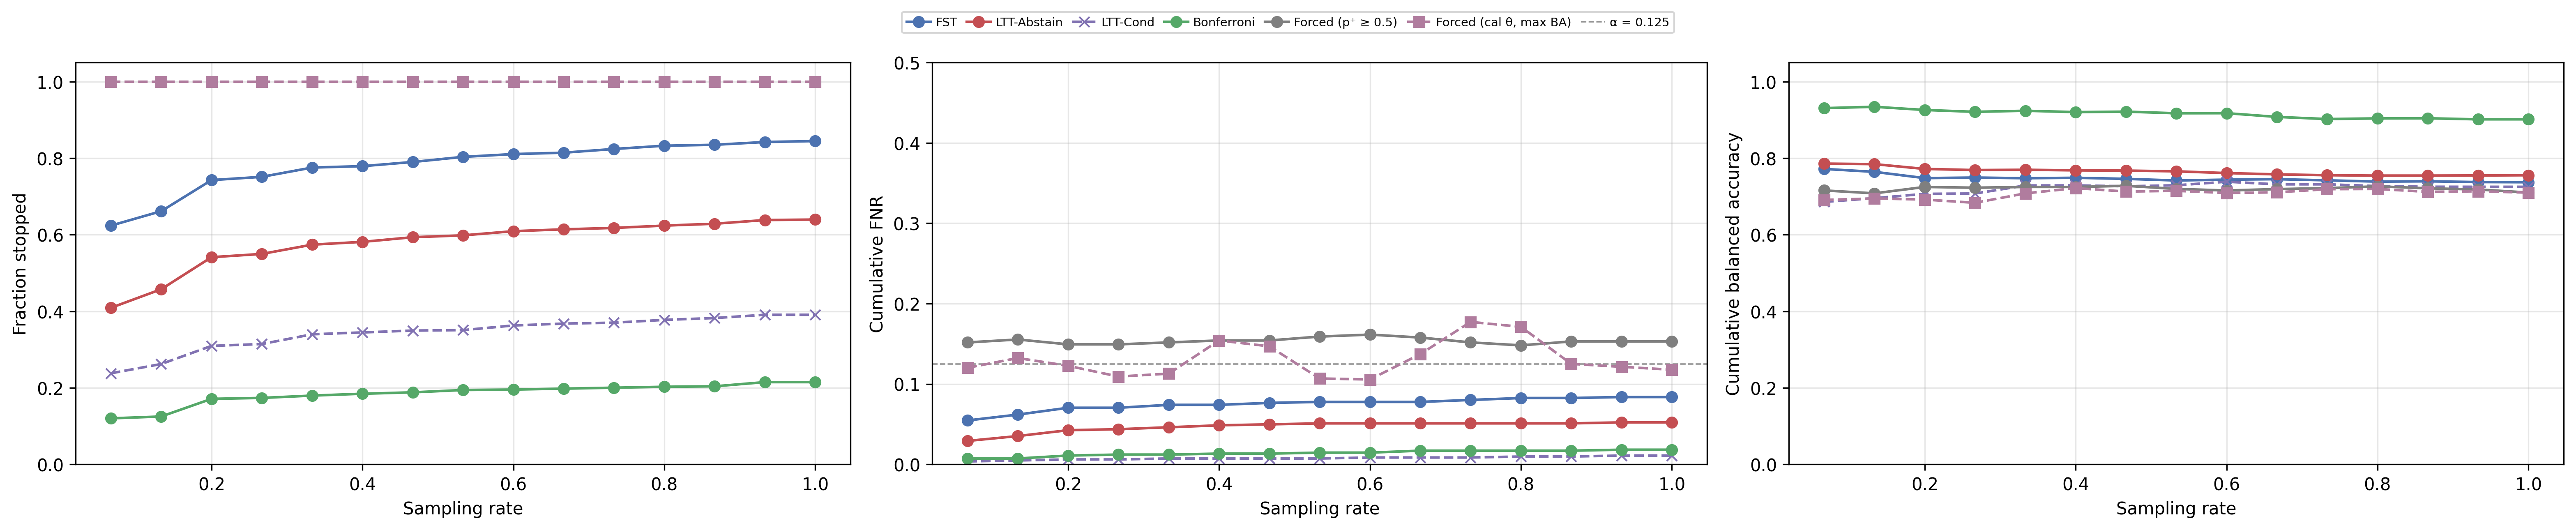 FST LTT-Abstain LTT-Cond Bonferroni Forced (p⁺ ≥ 0.5) Forced (cal θ, max BA) α = 0.125
Fraction stopped
1.0
0.8
0.6
0.4
0.2
0.0
0.2 0.4 0.6 0.8 1.0
Sampling rate
Cumulative FNR
0.5
0.4
0.3
0.2
0.1
0.0
0.2 0.4 0.6 0.8 1.0
Sampling rate
Cumulative balanced accuracy
1.0
0.8
0.6
0.4
0.2
0.0
0.2 0.4 0.6 0.8 1.0
Sampling rate